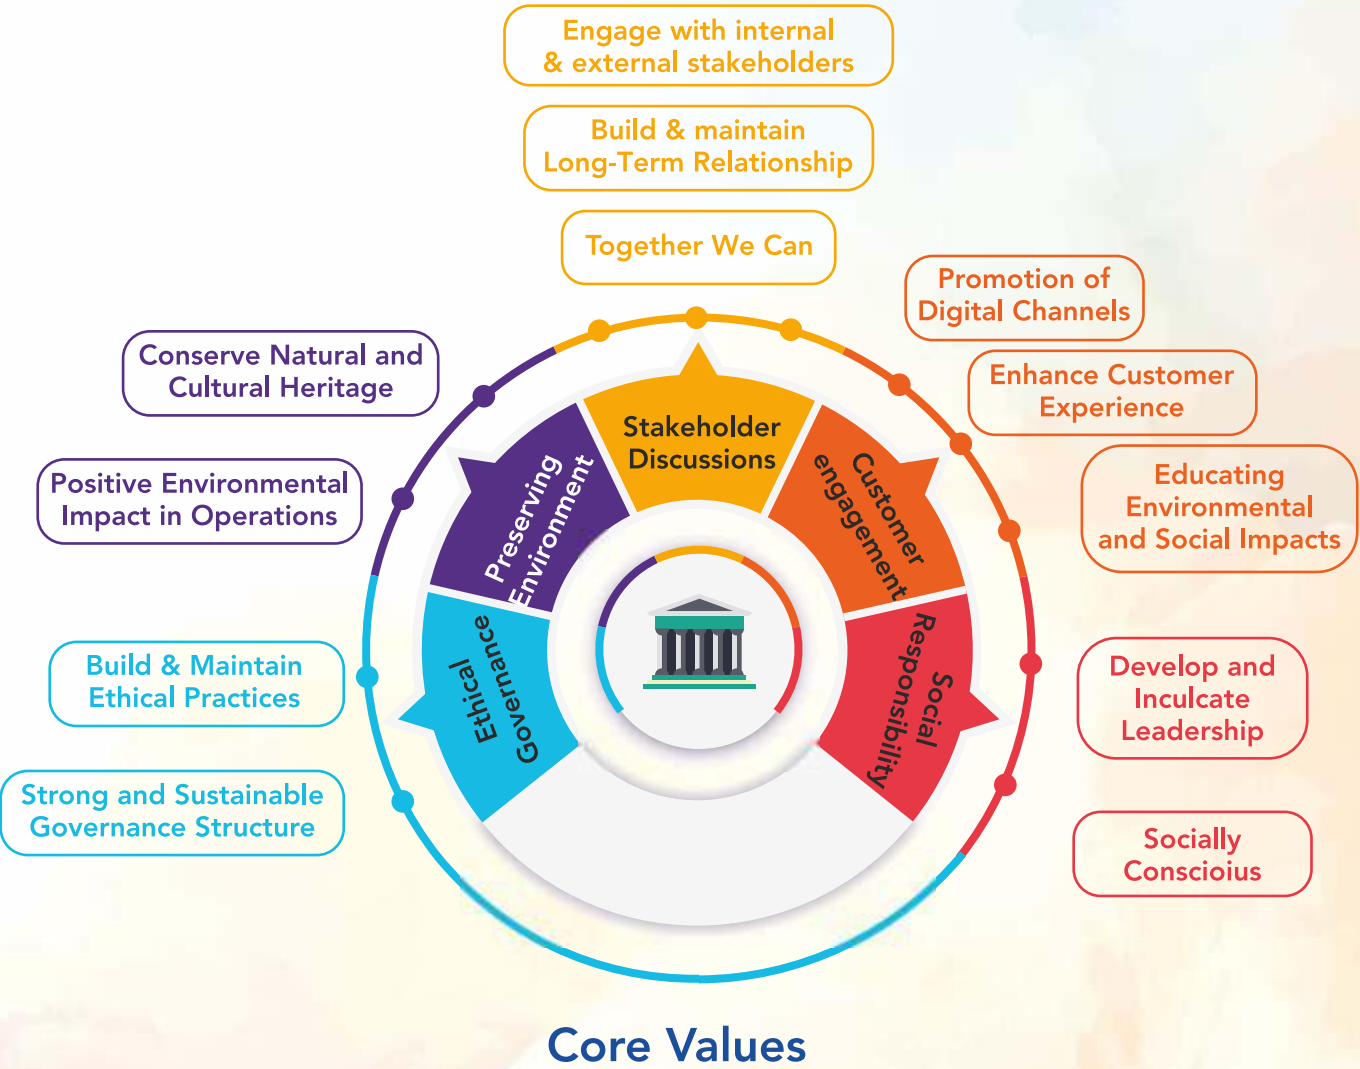 Engage with internal
& external stakeholders
Build & maintain
Long-Term Relationship
Together We Can
Promotion of
Digital Channels
Enhance Customer
Experience
Educating
Environmental
and Social Impacts
Develop and
Inculcate
Leadership
Socially
Conscioius
Conserve Natural and
Cultural Heritage
Positive Environmental
Impact in Operations
Build & Maintain
Ethical Practices
Strong and Sustainable
Governance Structure
Stakeholder
Discussions
Customer
engagement
Social
Responsibility
Preserving
Environment
Ethical
Governance
Core Values